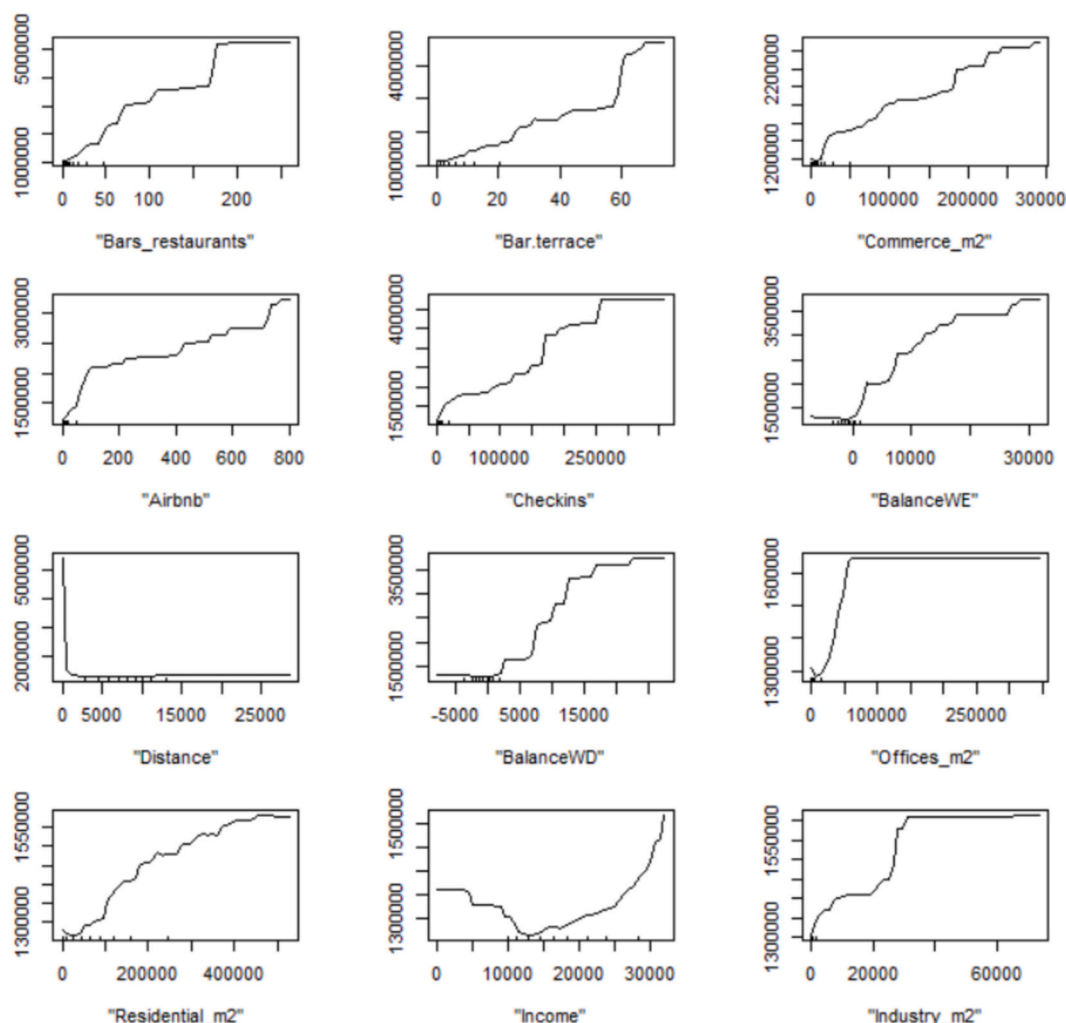 1000000 5000000
0 50 100 200
"Bars_restaurants"
1000000 4000000
0 20 40 60
"Bar.terrace"
1200000 2200000
0 100000 200000 30000
"Commerce_m2"
1500000 3000000
0 200 400 600 800
"Airbnb"
1500000 4000000
0 100000 250000
"Checkins"
1500000 3500000
0 10000 30000
"BalanceWE"
2000000 5000000
0 5000 15000 25000
"Distance"
1500000 3500000
-5000 5000 15000
"BalanceWD"
1300000 1600000
0 100000 250000
"Offices_m2"
1300000 1550000
0 200000 400000
"Residential_m2"
1300000 1500000
0 10000 20000 30000
"Income"
1300000 1550000
0 20000 60000
"Industry_m2"